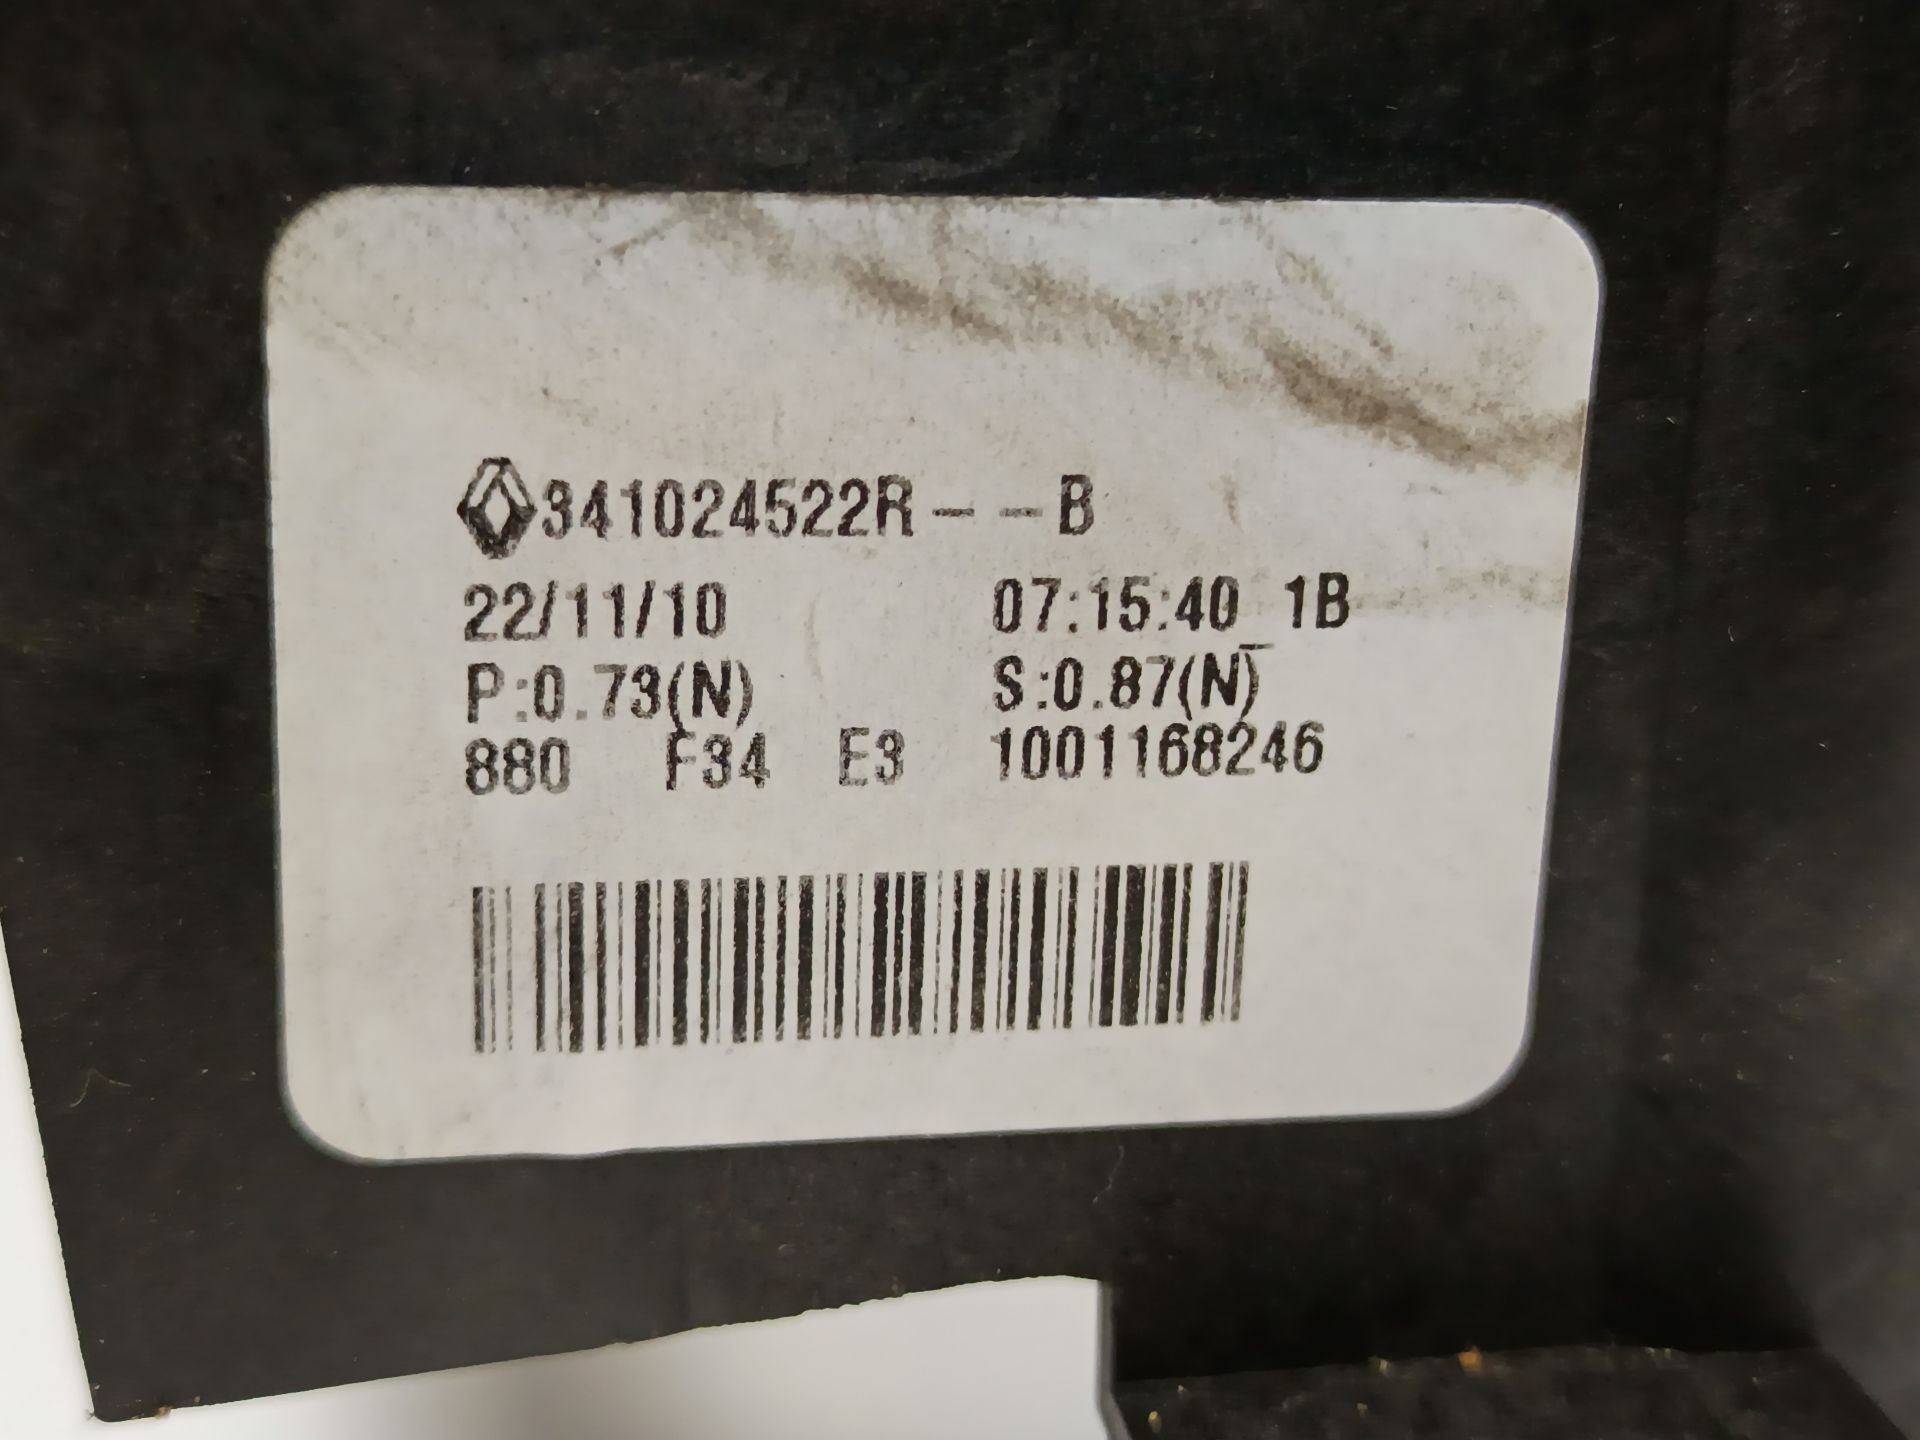 341024522R--B
22/11/10 07:15:40 1B
P:0.73(N) S:0.87(N)
880 F34 E3 1001168246